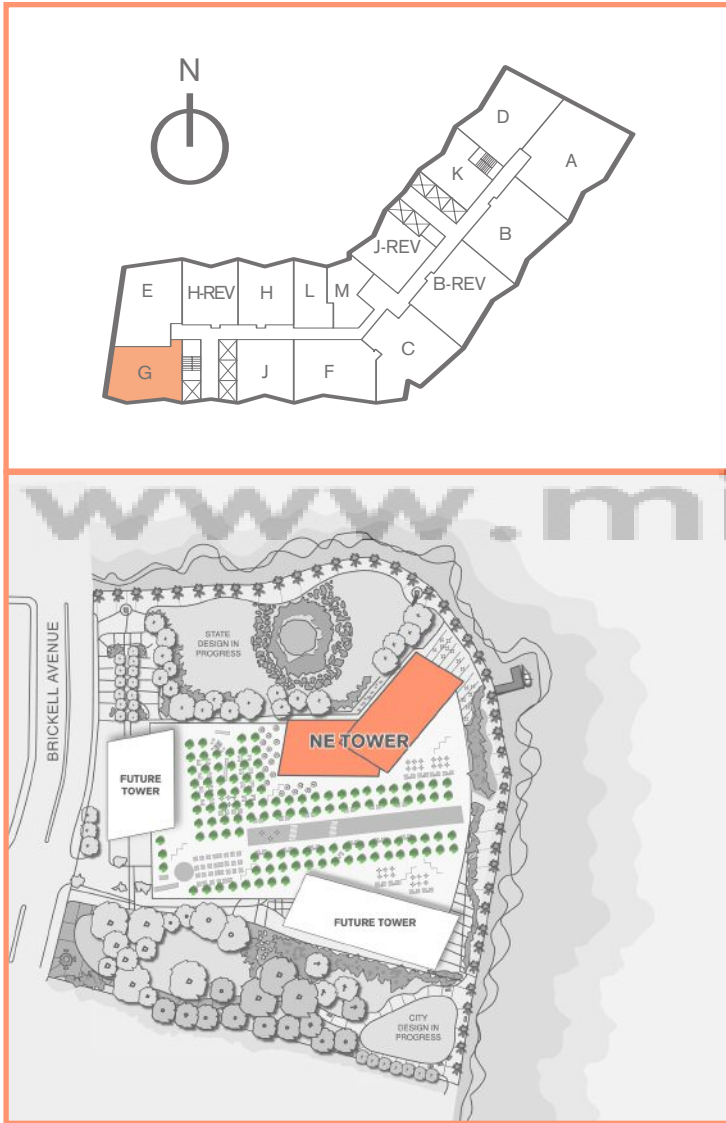 N
D
A
K
B
J-REV
B-REV
E
H-REV
H
L
M
C
G
J
F
www.m
BRICKELL AVENUE
STATE
DESIGN IN
PROGRESS
NE TOWER
FUTURE
TOWER
FUTURE TOWER
CITY
DESIGN IN
PROGRESS